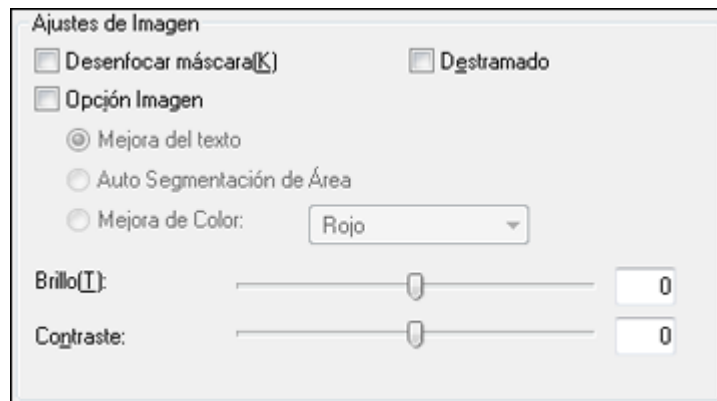 Ajustes de Imagen
Desenfocar máscara(K) Destramado
Opción Imagen
Mejora del texto
Auto Segmentación de Área
Mejora de Color: Rojo
Brillo(T): 0
Contraste: 0